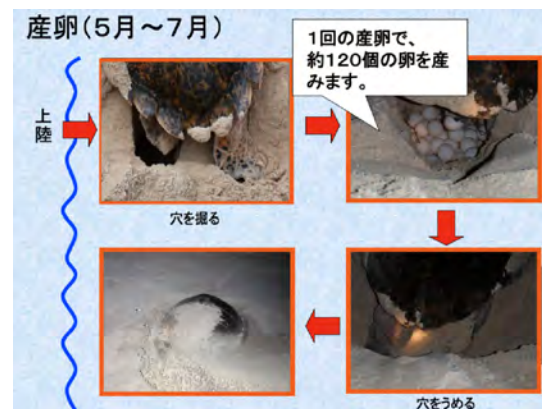 産卵(5月~7月)
1回の産卵で、
約120個の卵を産
みます。
上
陸
穴を掘る
穴をうめる